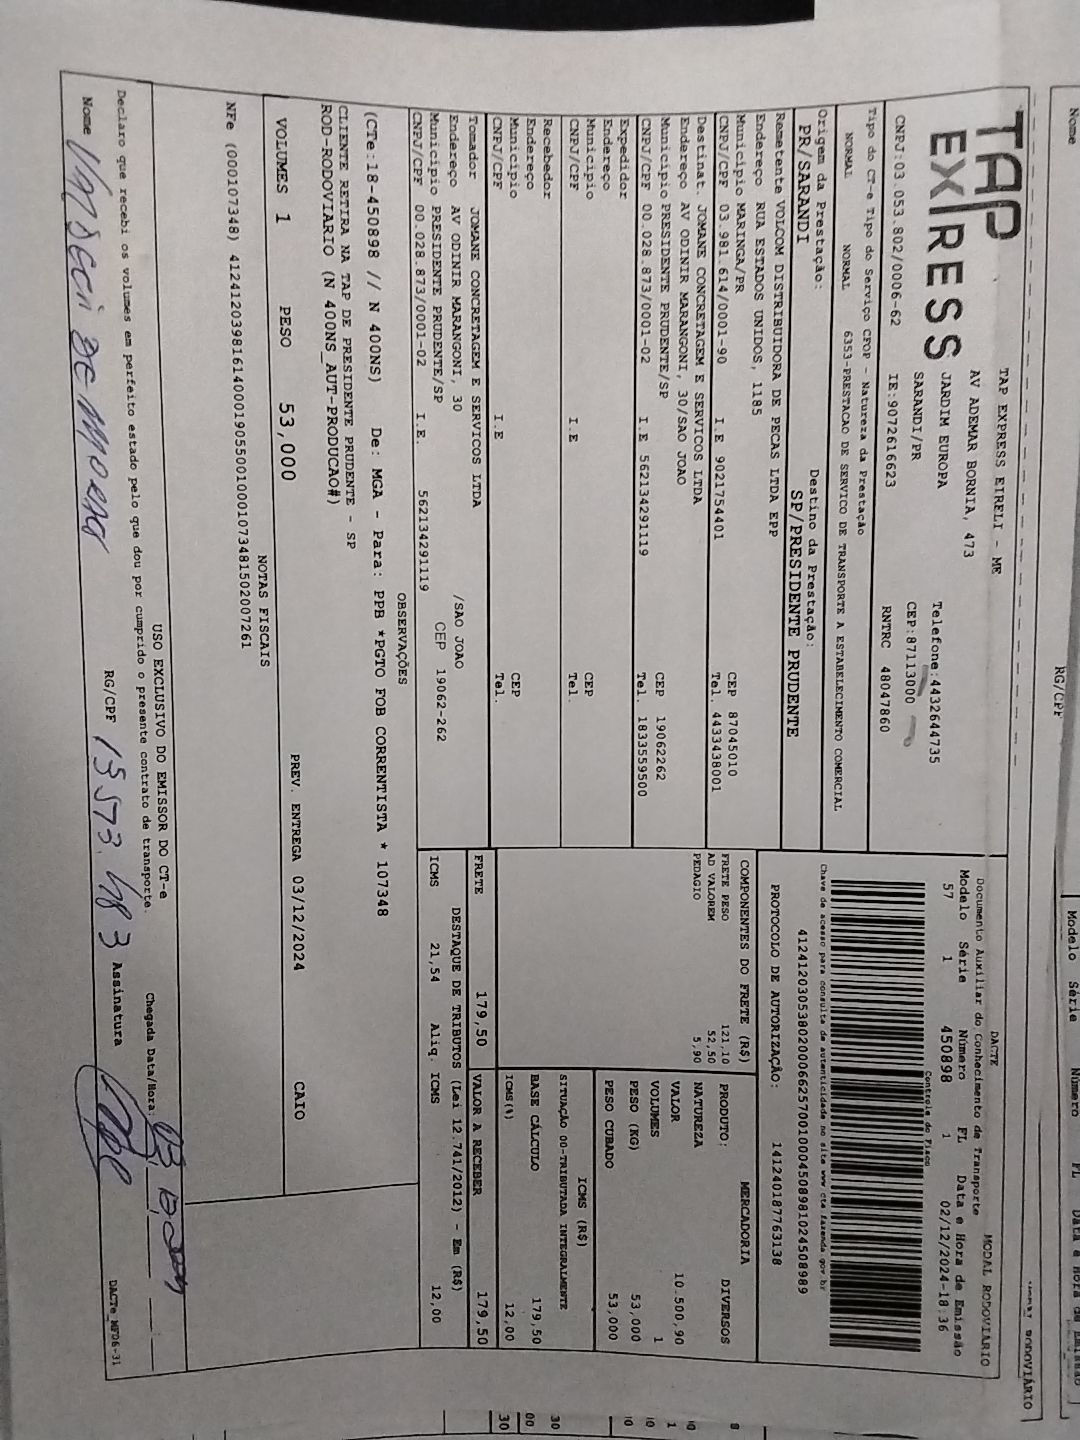 TAP
EXPRESS
TAP EXPRESS EIRELI - ME
AV ADEMAR BORNIA, 473
JARDIM EUROPA
SARANDI/PR
Telefone:4432644735
CEP:87113000
CNPJ:03.053.802/0006-62 IE:9072616623 RNTRC 48047860
Tipo do CT-e Tipo do Serviço CFOP - Natureza da Prestação
NORMAL NORMAL 6353-PRESTACAO DE SERVICO DE TRANSPORTE A ESTABELECIMENTO COMERCIAL
Origem da Prestação: Destino da Prestação:
PR/SARANDI SP/PRESIDENTE PRUDENTE
Remetente VOLCOM DISTRIBUIDORA DE PECAS LTDA EPP
Endereço RUA ESTADOS UNIDOS, 1185
Município MARINGA/PR CEP 87045010
CNPJ/CPF 03.981.614/0001-90 I.E 9021754401 Tel. 4433438001
Destinat. JOMANE CONCRETAGEM E SERVICOS LTDA
Endereço AV ODINIR MARANGONI, 30/SAO JOAO
Município PRESIDENTE PRUDENTE/SP CEP 19062262
CNPJ/CPF 00.028.873/0001-02 I.E 562134291119 Tel. 1833559500
Expedidor
Endereço
Município CEP
CNPJ/CPF I.E Tel.
Recebedor
Endereço
Município CEP
CNPJ/CPF I.E Tel.
Tomador JOMANE CONCRETAGEM E SERVICOS LTDA
Endereço AV ODINIR MARANGONI, 30 /SAO JOAO
Município PRESIDENTE PRUDENTE/SP CEP 19062-262
CNPJ/CPF 00.028.873/0001-02 I.E. 562134291119
DACTE MODAL RODOVIÁRIO
Documento Auxiliar do Conhecimento de Transporte
Modelo Série Número FL Data e Hora de Emissão
57 1 450898 1 02/12/2024-18:36
Controle do Fisco
Chave de acesso para consulta de autenticidade no site www.cte.fazenda.gov.br
41241203053802000662570010004508981024508989
PROTOCOLO DE AUTORIZAÇÃO: 141240187763138
COMPONENTES DO FRETE (R$)
FRETE PESO 121,10
AD VALOREM 52,50
PEDAGIO 5,90
MERCADORIA
PRODUTO: DIVERSOS
NATUREZA
VALOR 10.500,90
VOLUMES 1
PESO (KG) 53,000
PESO CUBADO 53,000
ICMS (R$)
SITUAÇÃO 00-TRIBUTADA INTEGRALMENTE
BASE CÁLCULO 179,50
ICMS(%) 12,00
FRETE 179,50 VALOR A RECEBER 179,50
DESTAQUE DE TRIBUTOS (Lei 12.741/2012) - Em (R$)
ICMS 21,54 Aliq. ICMS 12,00
OBSERVAÇÕES
(CTe:18-450898 // N 400NS) De: MGA - Para: PPB *PGTO FOB CORRENTISTA * 107348
CLIENTE RETIRA NA TAP DE PRESIDENTE PRUDENTE - SP
ROD-RODOVIARIO (N 400NS_AUT-PRODUCAO#)
VOLUMES 1 PESO 53,000 PREV. ENTREGA 03/12/2024 CAIO
NOTAS FISCAIS
NFe (000107348) 41241203981614000190550010001073481502007261
USO EXCLUSIVO DO EMISSOR DO CT-e
Declaro que recebi os volumes em perfeito estado pelo que dou por cumprido o presente contrato de transporte.
Chegada Data/Hora:
Nome RG/CPF 13573.483 Assinatura
DACTe_MFD6-31
Nome RG/CPF Modelo Série Número FL Data e Hora de Emissão